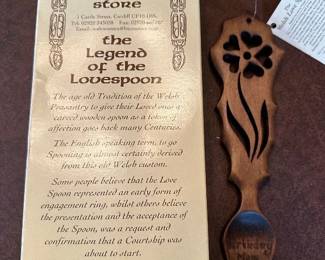 store
3 Castle Street, Cardiff CF10 1BS.
the
Legend of the
Lovespoon
The age old Tradition of the Welsh
Peasantry to give their Loved ones a
carved wooden spoon as a token of
affection goes back many Centuries.
The English speaking term, to go
Spooning is almost certainly derived
from this old Welsh custom.
Some people believe that the Love
Spoon represented an early form of
engagement ring, whilst others believe
the presentation and the acceptance of
the Spoon, was a request and
confirmation that a Courtship was
about to start.
Birthday
Mam